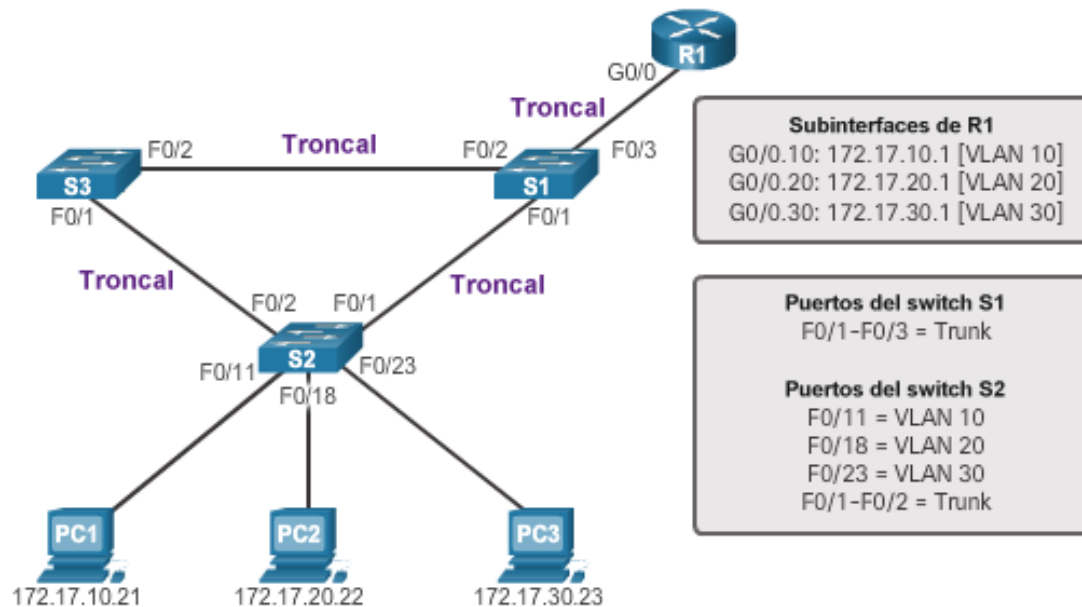 R1
G0/0
Troncal
Troncal
F0/2
F0/2
F0/3
S3
S1
F0/1
F0/1
Troncal
Troncal
F0/2
F0/1
S2
F0/11
F0/23
F0/18
PC1
PC2
PC3
172.17.10.21
172.17.20.22
172.17.30.23
Subinterfaces de R1
G0/0.10: 172.17.10.1 [VLAN 10]
G0/0.20: 172.17.20.1 [VLAN 20]
G0/0.30: 172.17.30.1 [VLAN 30]
Puertos del switch S1
F0/1-F0/3 = Trunk
Puertos del switch S2
F0/11 = VLAN 10
F0/18 = VLAN 20
F0/23 = VLAN 30
F0/1-F0/2 = Trunk